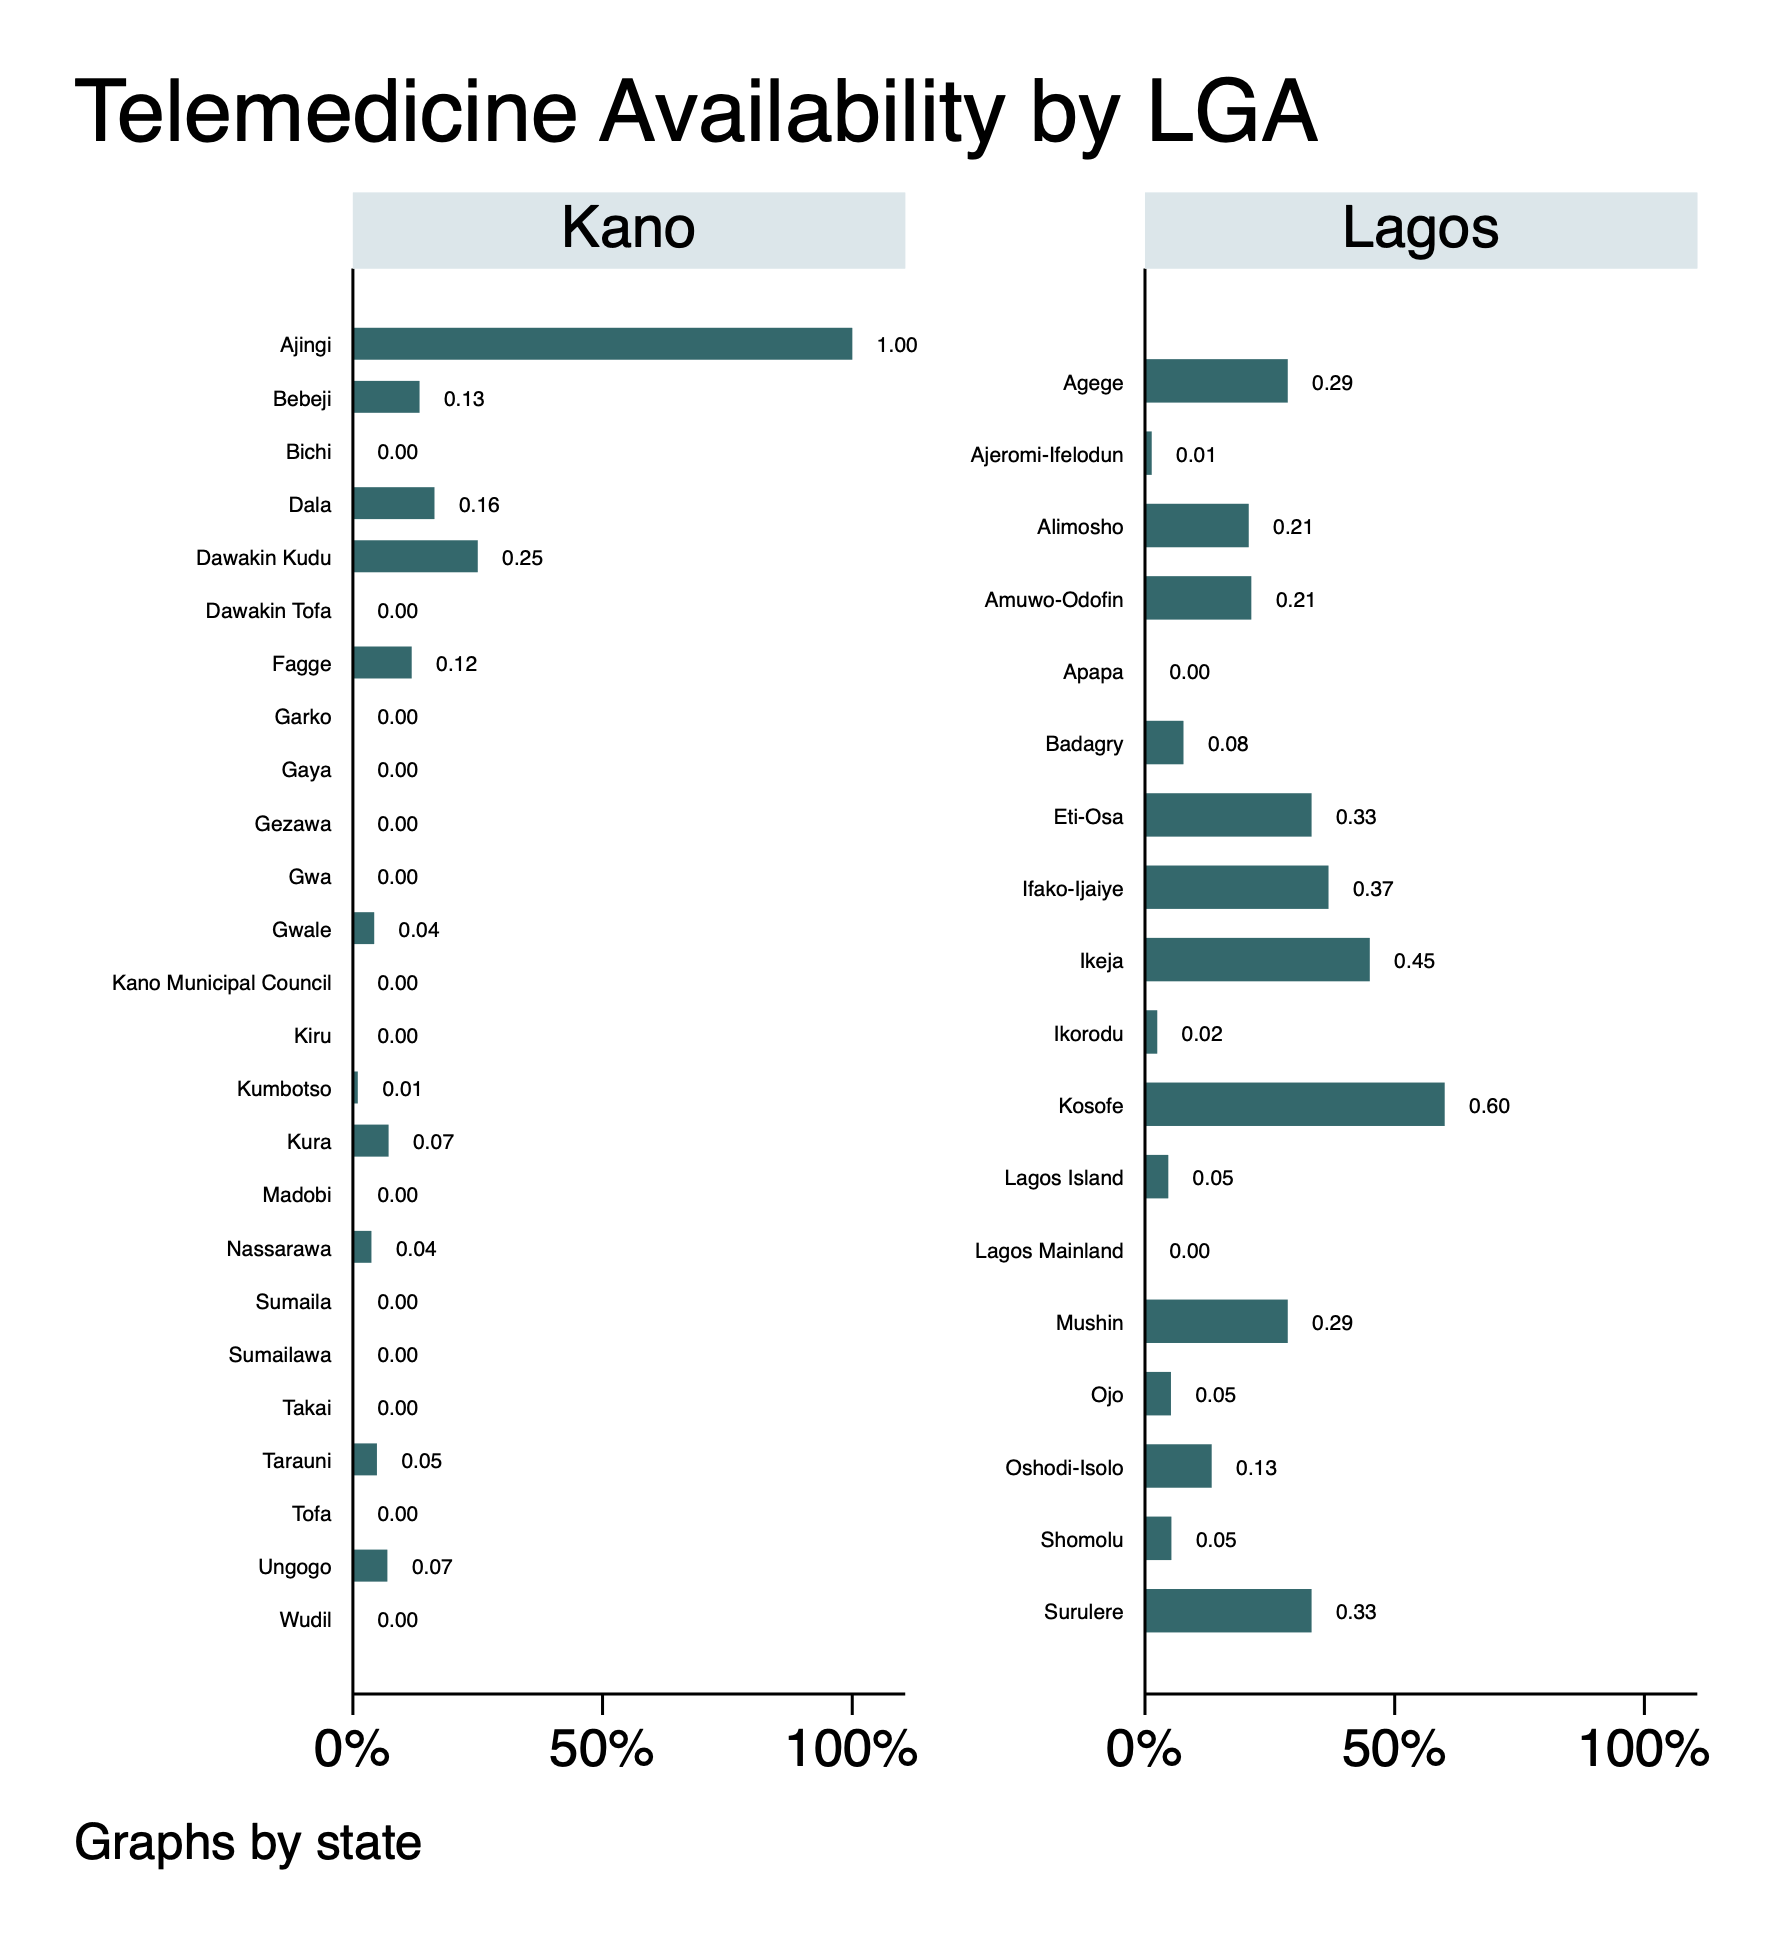 Telemedicine Availability by LGA
Kano
Ajingi 1.00
Bebeji 0.13
Bichi 0.00
Dala 0.16
Dawakin Kudu 0.25
Dawakin Tofa 0.00
Fagge 0.12
Garko 0.00
Gaya 0.00
Gezawa 0.00
Gwa 0.00
Gwale 0.04
Kano Municipal Council 0.00
Kiru 0.00
Kumbotso 0.01
Kura 0.07
Madobi 0.00
Nassarawa 0.04
Sumaila 0.00
Sumailawa 0.00
Takai 0.00
Tarauni 0.05
Tofa 0.00
Ungogo 0.07
Wudil 0.00
0% 50% 100%
Lagos
Agege 0.29
Ajeromi-Ifelodun 0.01
Alimosho 0.21
Amuwo-Odofin 0.21
Apapa 0.00
Badagry 0.08
Eti-Osa 0.33
Ifako-Ijaiye 0.37
Ikeja 0.45
Ikorodu 0.02
Kosofe 0.60
Lagos Island 0.05
Lagos Mainland 0.00
Mushin 0.29
Ojo 0.05
Oshodi-Isolo 0.13
Shomolu 0.05
Surulere 0.33
0% 50% 100%
Graphs by state